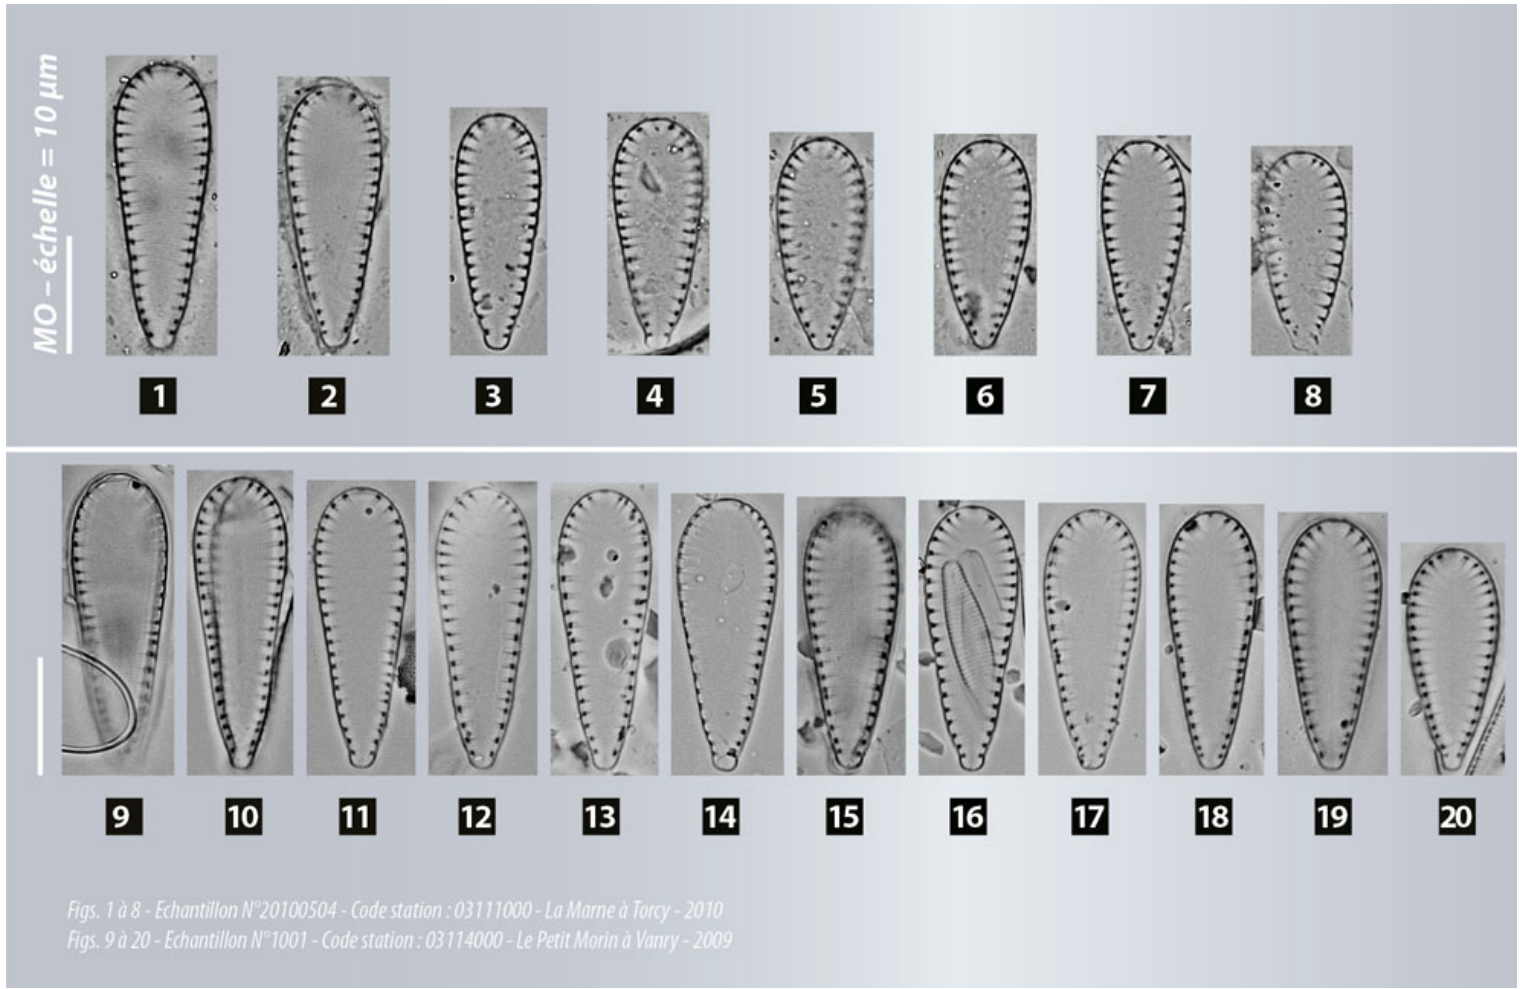 MO – échelle = 10 µm
1 2 3 4 5 6 7 8
9 10 11 12 13 14 15 16 17 18 19 20
Figs. 1 à 8 - Echantillon N°20100504 - Code station : 03111000 - La Marne à Torcy - 2010
Figs. 9 à 20 - Echantillon N°1001 - Code station : 03114000 - Le Petit Morin à Vanry - 2009